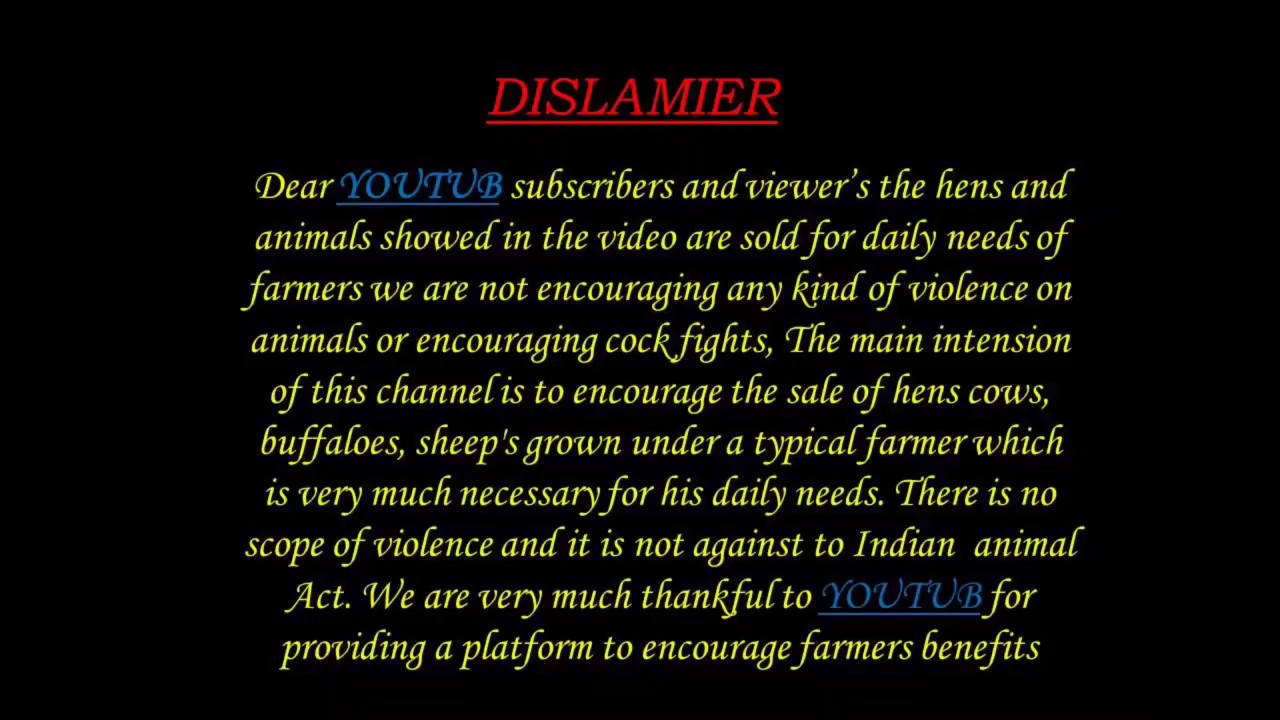 DISLAMIER
Dear YOUTUB subscribers and viewer’s the hens and
animals showed in the video are sold for daily needs of
farmers we are not encouraging any kind of violence on
animals or encouraging cock fights, The main intension
of this channel is to encourage the sale of hens cows,
buffaloes, sheep's grown under a typical farmer which
is very much necessary for his daily needs. There is no
scope of violence and it is not against to Indian animal
Act. We are very much thankful to YOUTUB for
providing a platform to encourage farmers benefits